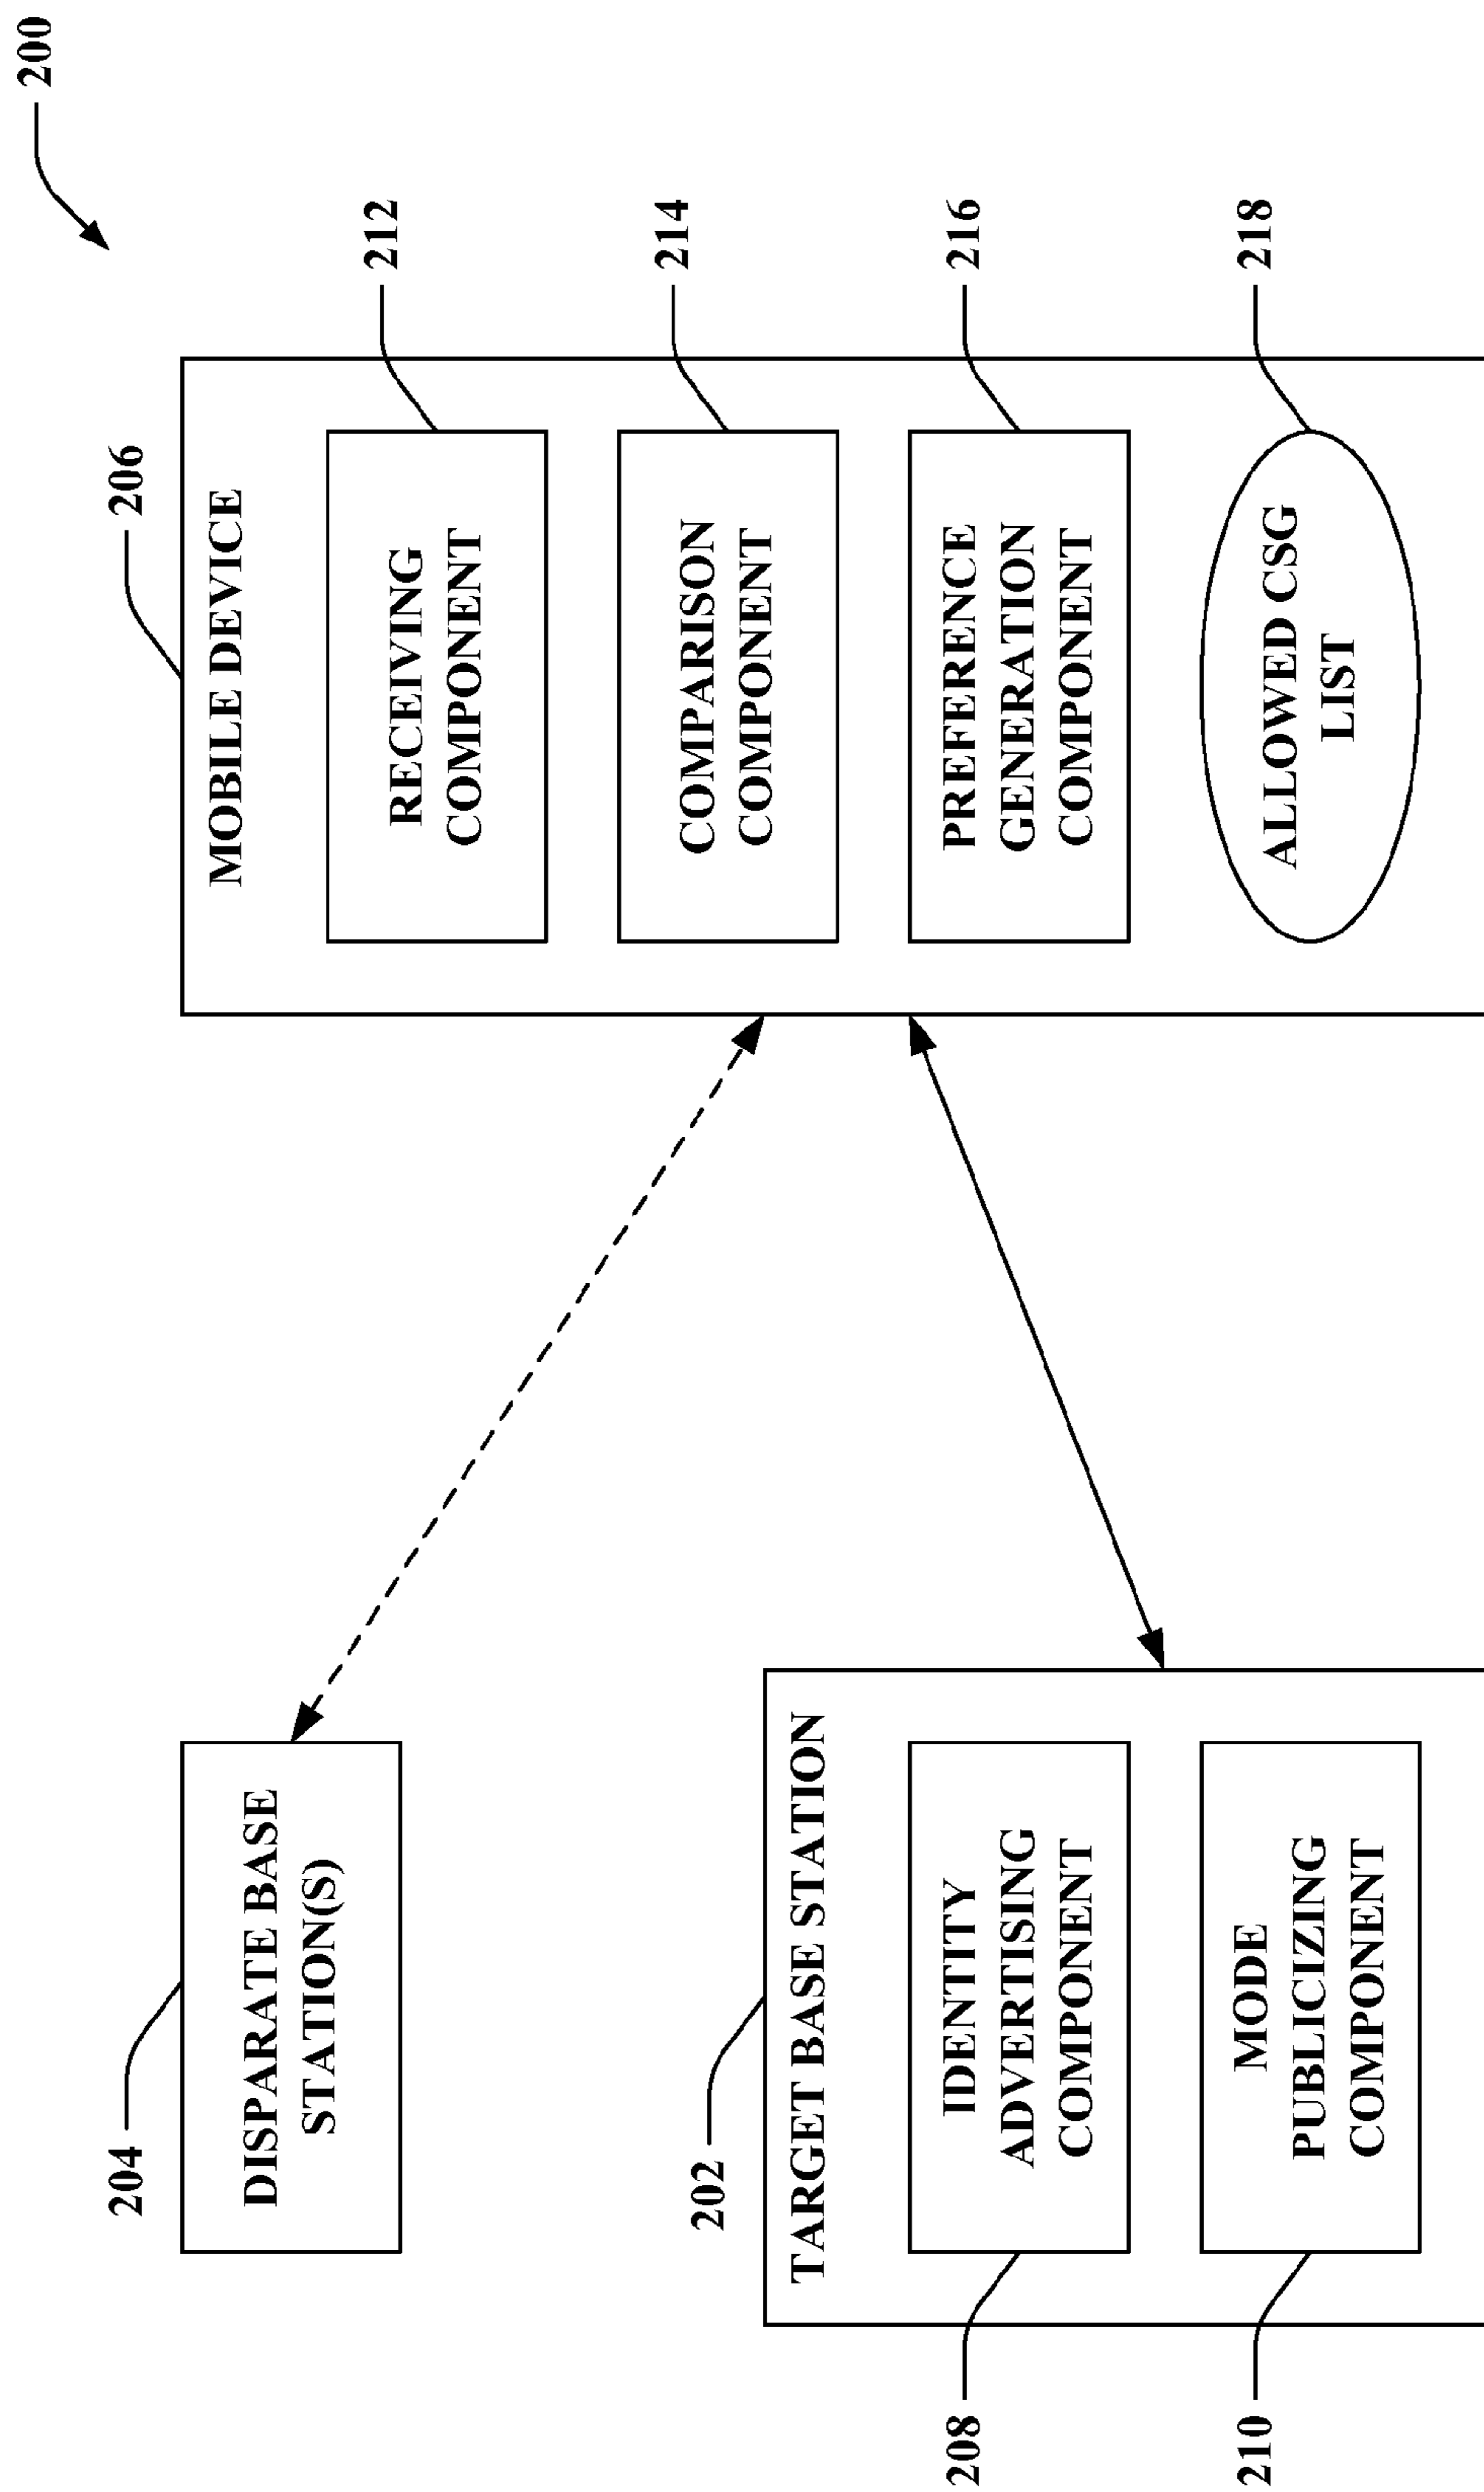 200
204
DISPARATE BASE
STATION(S)
202
TARGET BASE STATION
208
IDENTITY
ADVERTISING
COMPONENT
210
MODE
PUBLICIZING
COMPONENT
206
MOBILE DEVICE
212
RECEIVING
COMPONENT
214
COMPARISON
COMPONENT
216
PREFERENCE
GENERATION
COMPONENT
218
ALLOWED CSG
LIST